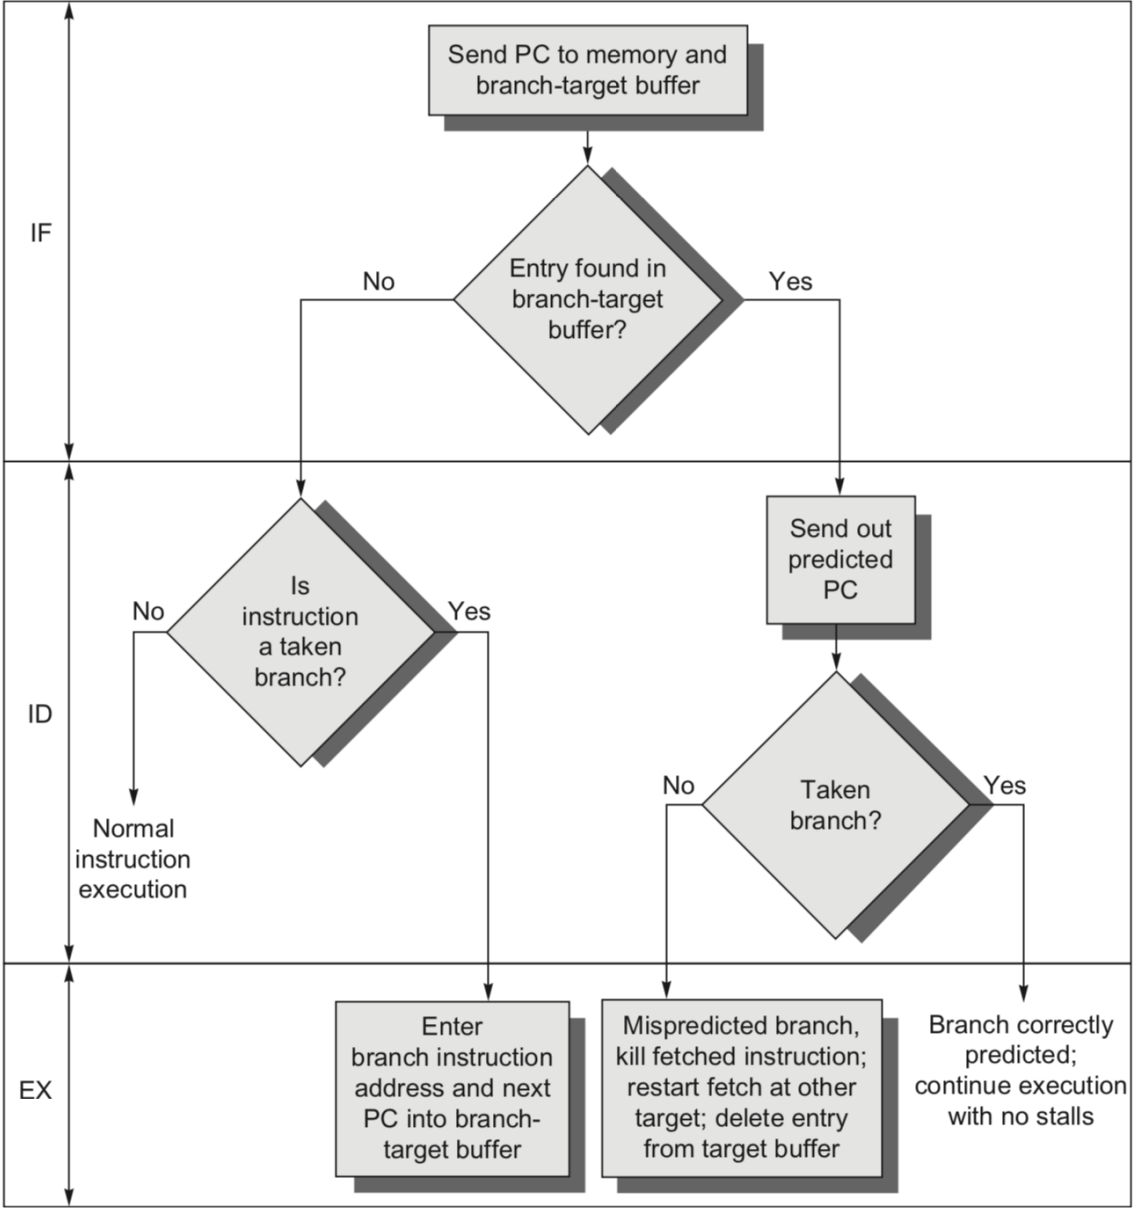 Send PC to memory and
branch-target buffer
IF
Entry found in
branch-target
buffer?
No
Yes
ID
Is
instruction
a taken
branch?
No
Yes
Normal
instruction
execution
Send out
predicted
PC
Taken
branch?
No
Yes
EX
Enter
branch instruction
address and next
PC into branch-
target buffer
Mispredicted branch,
kill fetched instruction;
restart fetch at other
target; delete entry
from target buffer
Branch correctly
predicted;
continue execution
with no stalls